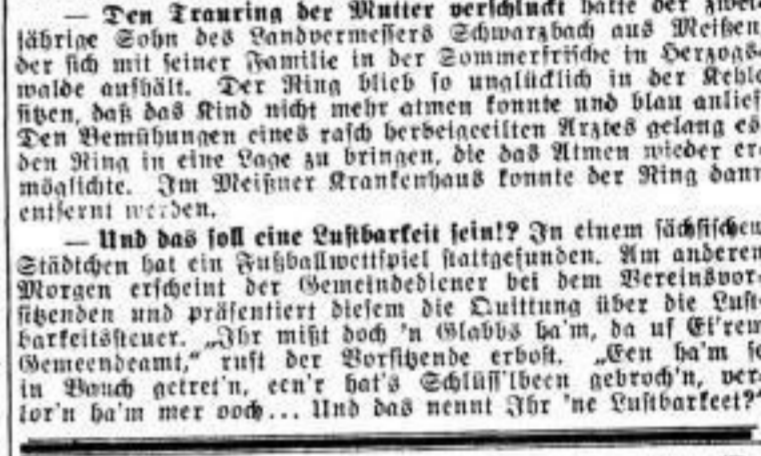 — Den Trauring der Mutter verschluckt hatte der zwei-
jährige Sohn des Landvermessers Schwarzbach aus Meißen,
der sich mit seiner Familie in der Sommerfrische in Herzogs-
walde aufhält. Der Ring blieb so unglücklich in der Kehle
sitzen, daß das Kind nicht mehr atmen konnte und blau anlief.
Den Bemühungen eines rasch herbeigeeilten Arztes gelang es,
den Ring in eine Lage zu bringen, die das Atmen wieder er-
möglichte. Im Meißner Krankenhaus konnte der Ring dann
entfernt werden.
— Und das soll eine Lustbarkeit sein!? In einem sächsischen
Städtchen hat ein Fußballwettspiel stattgefunden. Am anderen
Morgen erscheint der Gemeindediener bei dem Vereinsvor-
sitzenden und präsentiert diesem die Quittung über die Lust-
barkeitssteuer. „Ihr mißt doch 'n Glabbs ha'm, da uf Ei'rem
Gemeendeamt,“ ruft der Vorsitzende erbost. „Een ha'm se
in Bauch getret'n, een'r hat's Schlüss'lbeen gebroch'n, ver-
lor'n ha'm mer ooch... Und das nennt Ihr 'ne Lustbarkeet?“